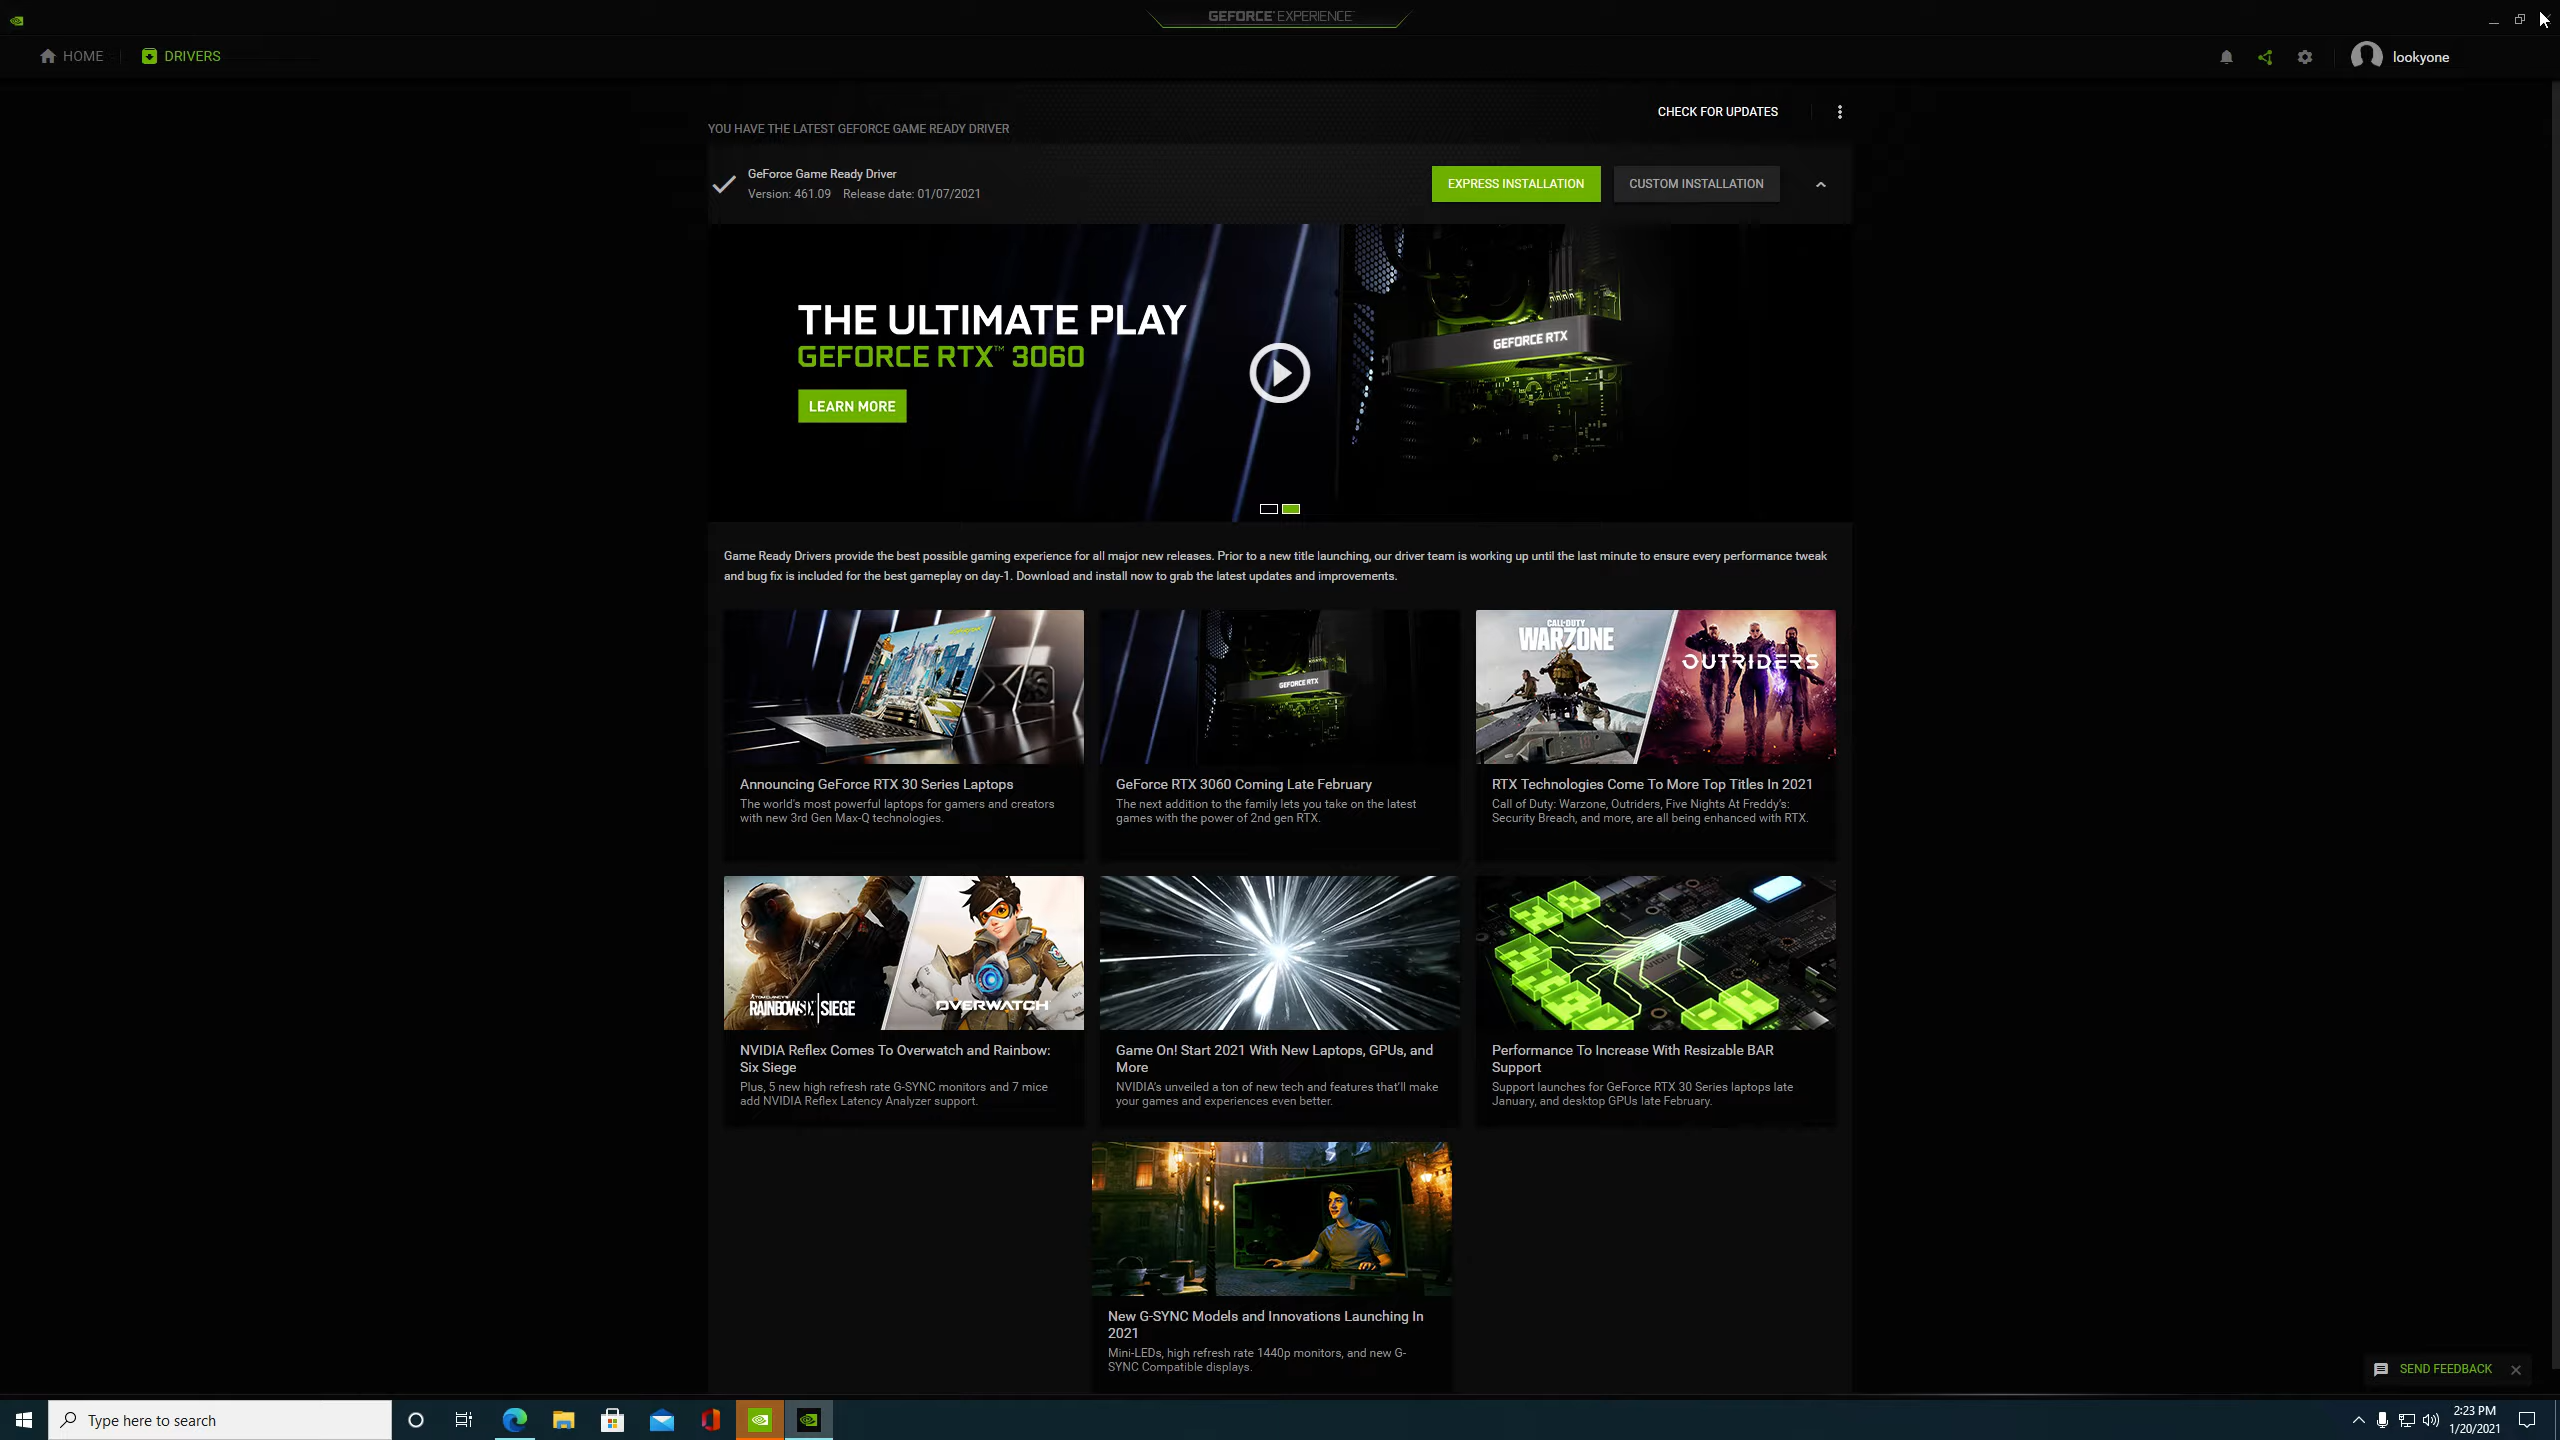 GEFORCE EXPERIENCE
HOME
DRIVERS
lookyone
CHECK FOR UPDATES
YOU HAVE THE LATEST GEFORCE GAME READY DRIVER
GeForce Game Ready Driver
Version: 461.09 Release date: 01/07/2021
EXPRESS INSTALLATION
CUSTOM INSTALLATION
THE ULTIMATE PLAY
GEFORCE RTX™ 3060
LEARN MORE
GEFORCE RTX
Game Ready Drivers provide the best possible gaming experience for all major new releases. Prior to a new title launching, our driver team is working up until the last minute to ensure every performance tweak
and bug fix is included for the best gameplay on day-1. Download and install now to grab the latest updates and improvements.
GEFORCE RTX
CALL OF DUTY
WARZONE
OUTRIDERS
Announcing GeForce RTX 30 Series Laptops
The world's most powerful laptops for gamers and creators
with new 3rd Gen Max-Q technologies.
GeForce RTX 3060 Coming Late February
The next addition to the family lets you take on the latest
games with the power of 2nd gen RTX.
RTX Technologies Come To More Top Titles In 2021
Call of Duty: Warzone, Outriders, Five Nights At Freddy's:
Security Breach, and more, are all being enhanced with RTX.
TOM CLANCY'S
RAINBOW SIX | SIEGE
OVERWATCH
NVIDIA Reflex Comes To Overwatch and Rainbow:
Six Siege
Plus, 5 new high refresh rate G-SYNC monitors and 7 mice
add NVIDIA Reflex Latency Analyzer support.
Game On! Start 2021 With New Laptops, GPUs, and
More
NVIDIA's unveiled a ton of new tech and features that'll make
your games and experiences even better.
Performance To Increase With Resizable BAR
Support
Support launches for GeForce RTX 30 Series laptops late
January, and desktop GPUs late February.
New G-SYNC Models and Innovations Launching In
2021
Mini-LEDs, high refresh rate 1440p monitors, and new G-
SYNC Compatible displays.
SEND FEEDBACK
Type here to search
2:23 PM
1/20/2021